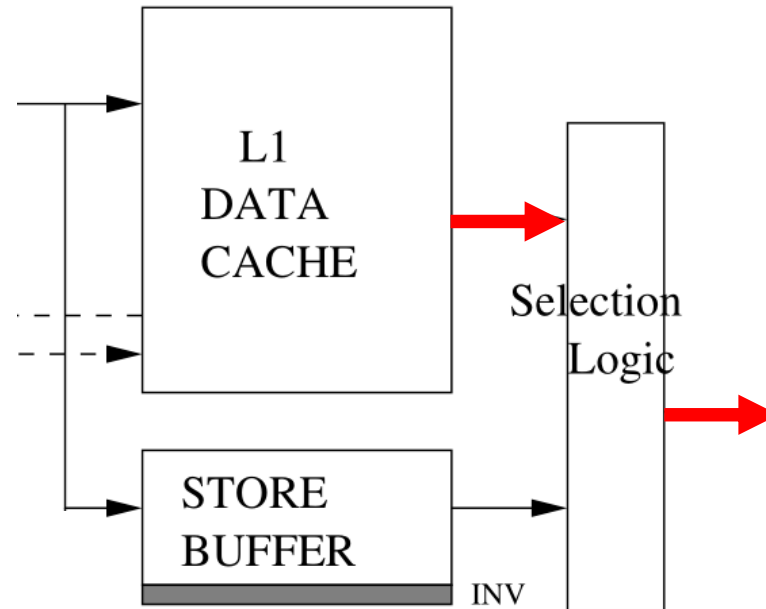 L1
DATA
CACHE
Selection
Logic
STORE
BUFFER
INV